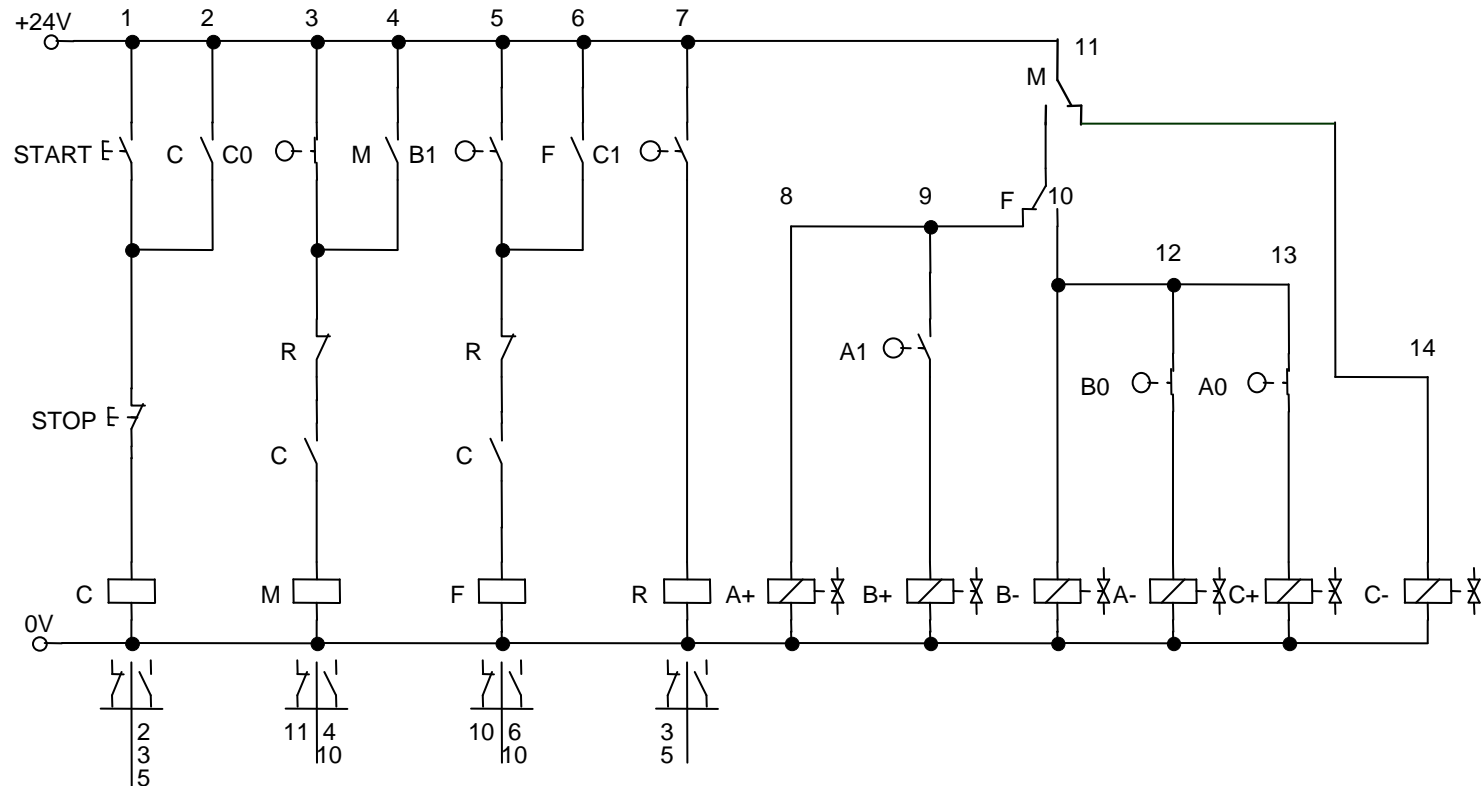 +24V 1 2 3 4 5 6 7
11
M
START C C0 M B1 F C1
8 9 F 10
12 13
R R A1 14
B0 A0
STOP
C C
C M F R A+ B+ B- A- C+ C-
0V
2 11 4 10 6 3
3 10 10 5
5